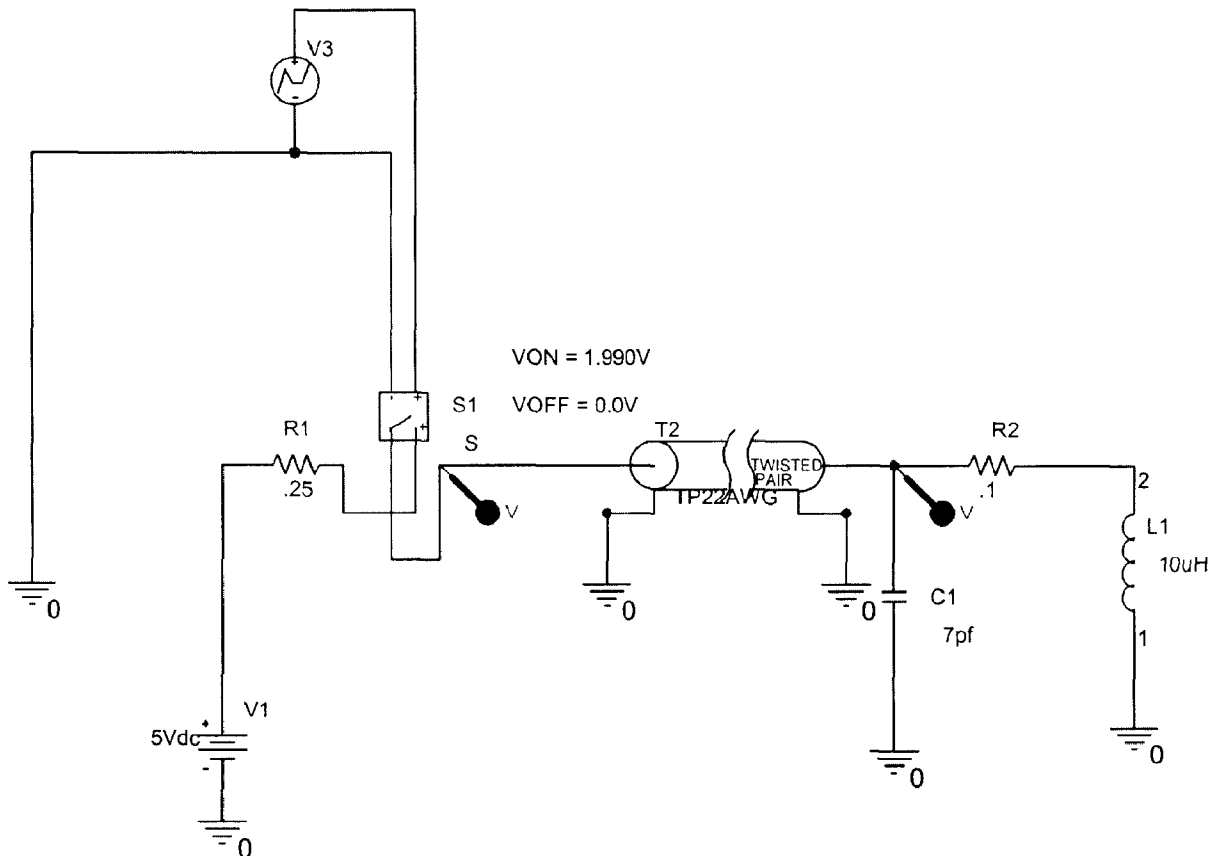 V3
VON = 1.990V
S1
VOFF = 0.0V
R1
S
T2
R2
TWISTED
PAIR
2
.25
V
TP22AWG
V
.1
L1
10uH
0
0
0
C1
7pf
1
V1
5Vdc
0
0
0